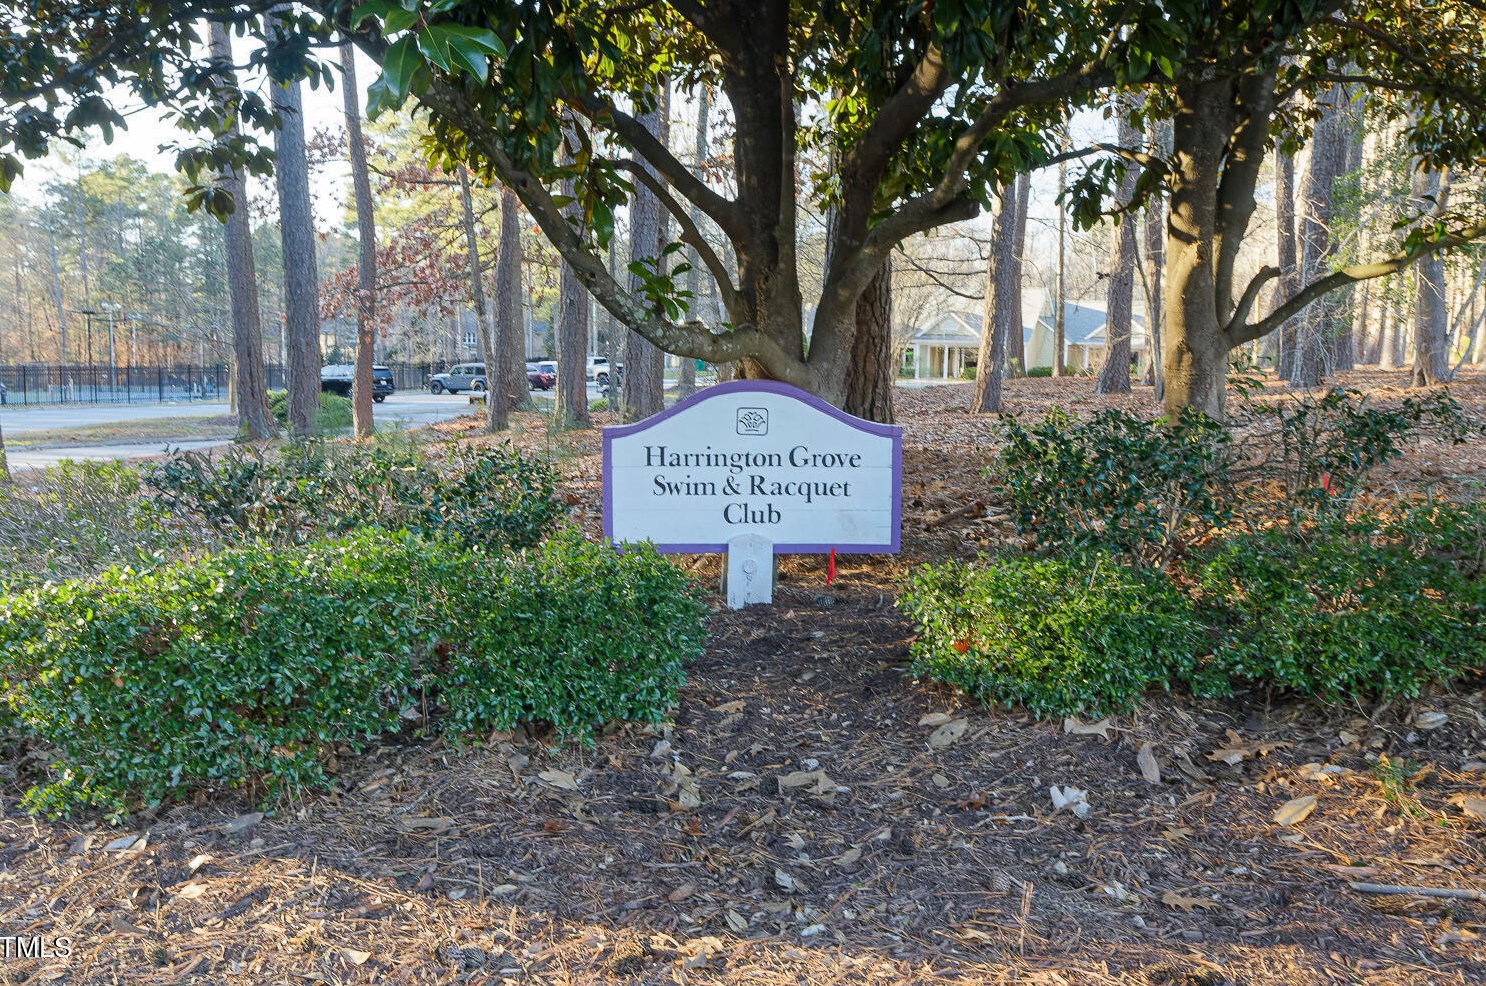 Harrington Grove
Swim & Racquet
Club
TMLS